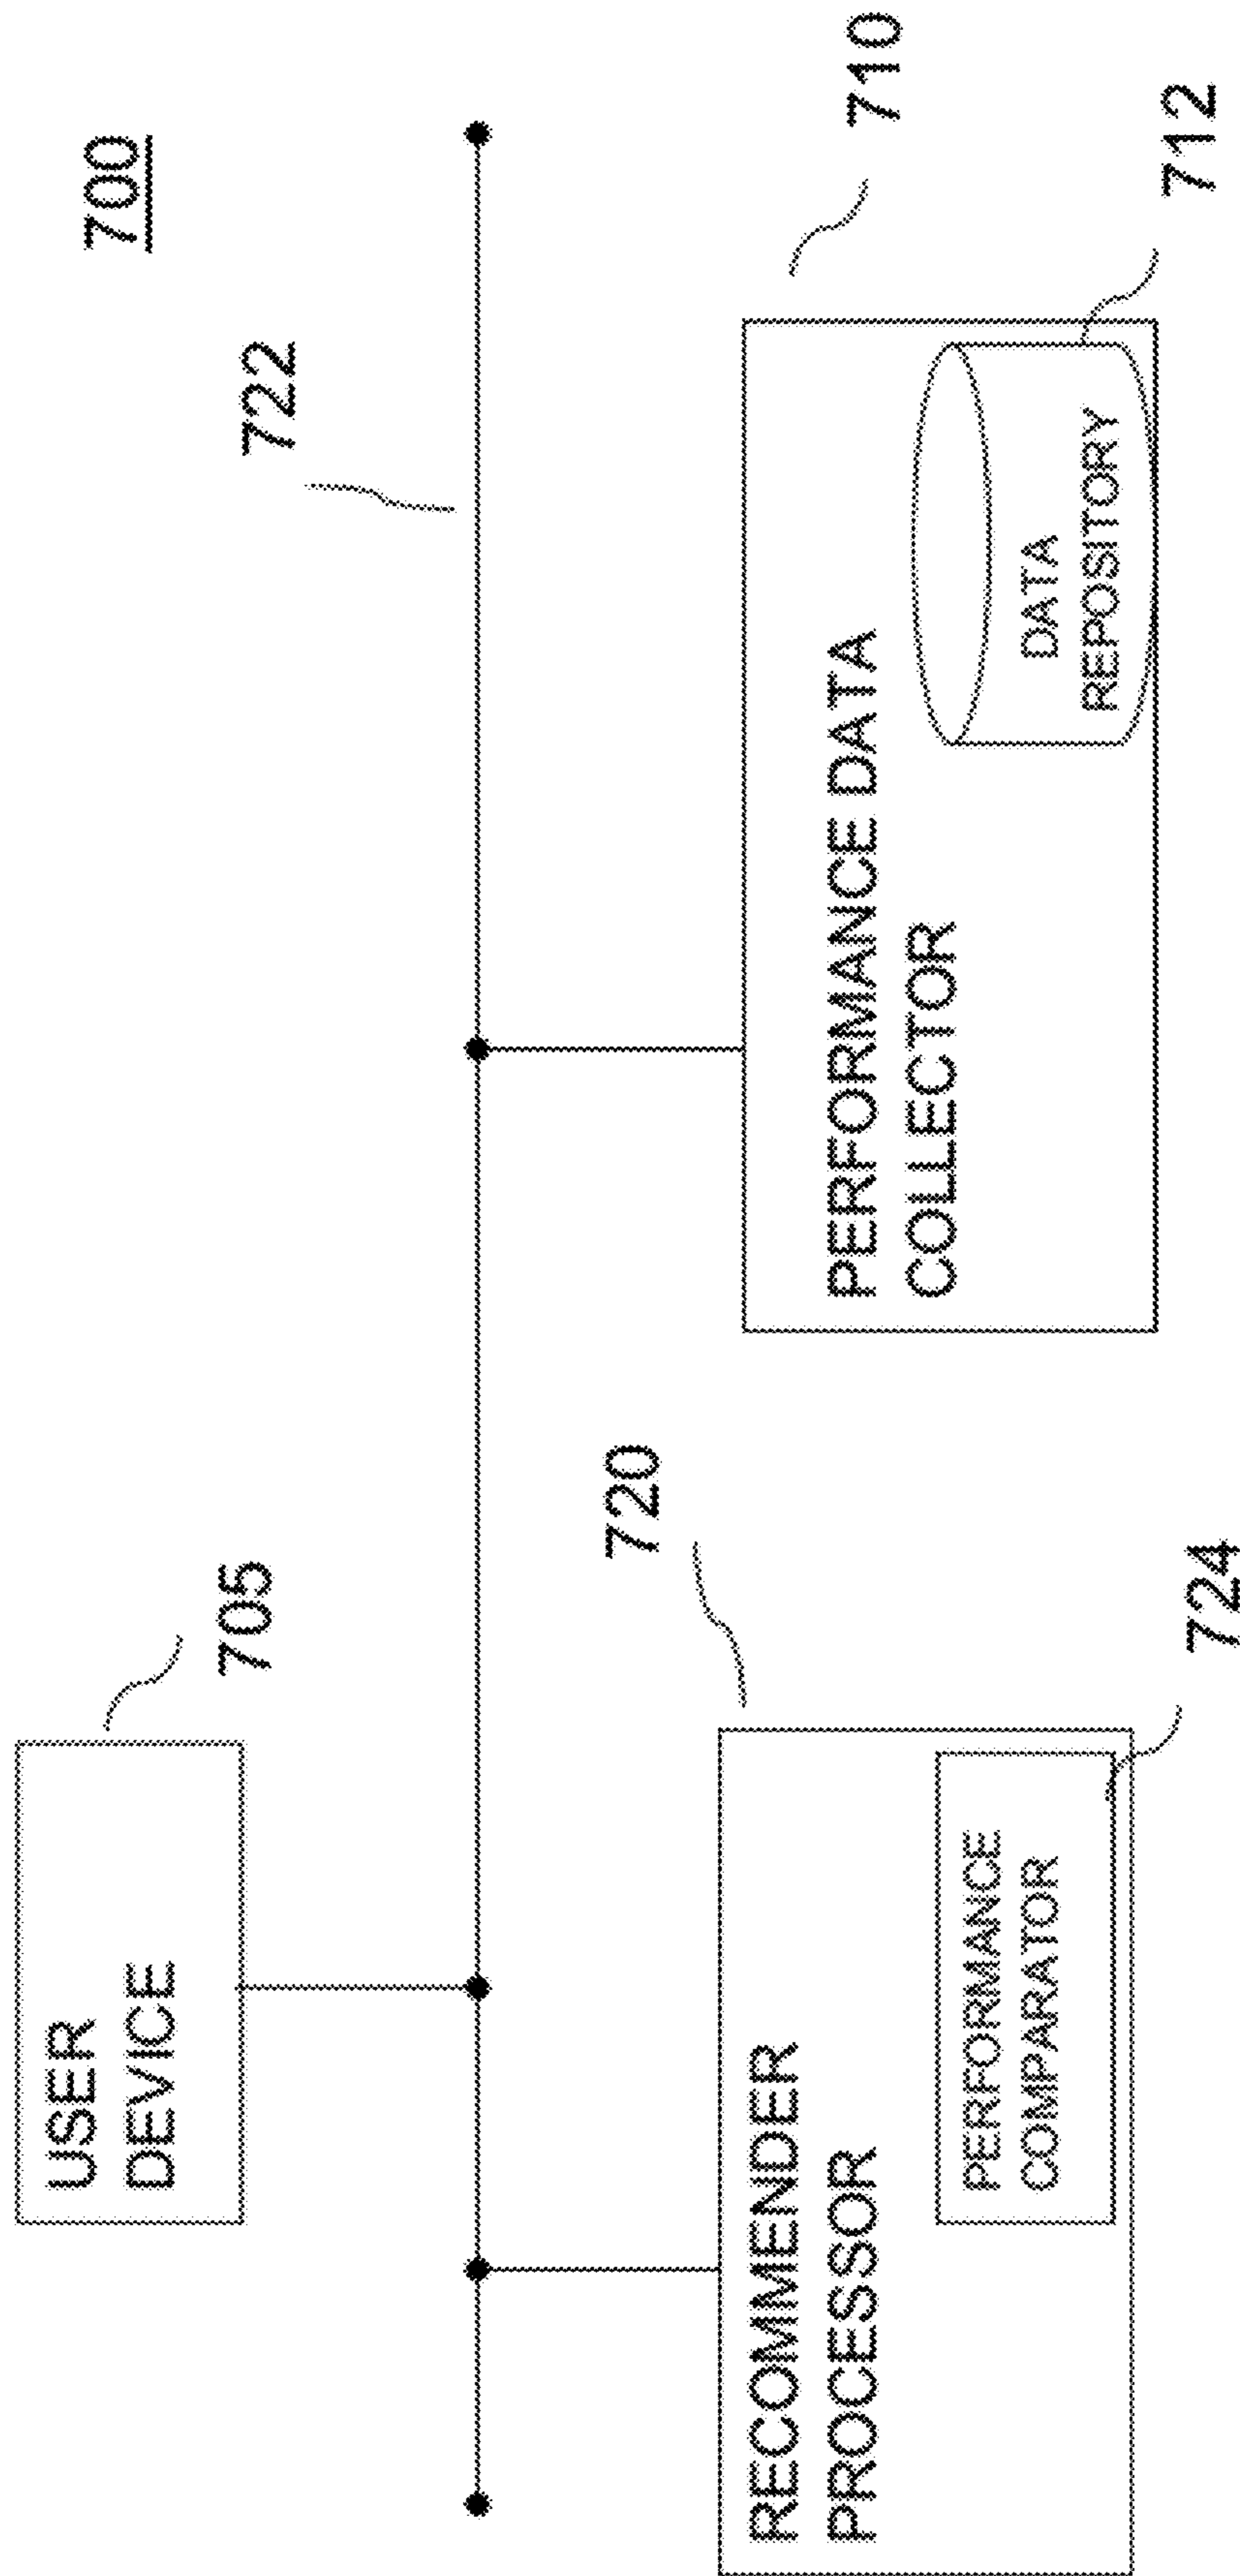 700
722
USER
DEVICE
705
RECOMMENDER
PROCESSOR
720
PERFORMANCE
COMPARATOR
724
PERFORMANCE DATA
COLLECTOR
710
DATA
REPOSITORY
712